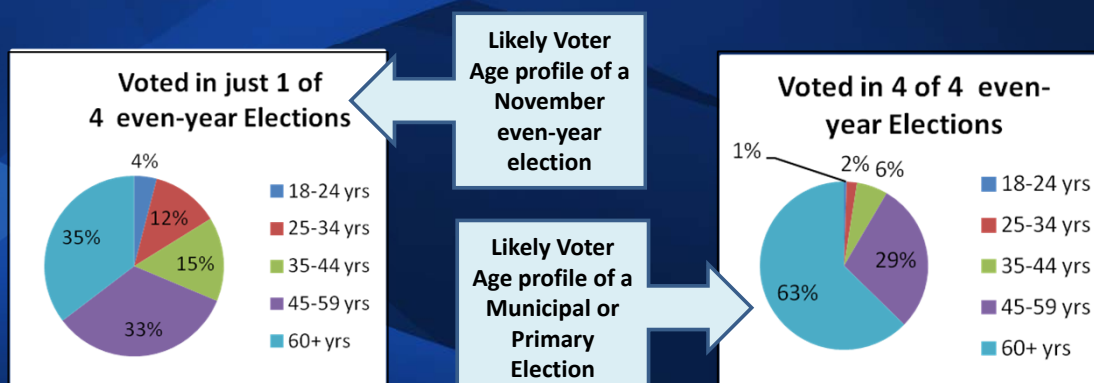 Voted in just 1 of
4 even-year Elections
4%
12%
15%
33%
35%
18-24 yrs
25-34 yrs
35-44 yrs
45-59 yrs
60+ yrs
Likely Voter
Age profile of a
November
even-year
election
Likely Voter
Age profile of a
Municipal or
Primary
Election
Voted in 4 of 4 even-
year Elections
1%
2%
6%
29%
63%
18-24 yrs
25-34 yrs
35-44 yrs
45-59 yrs
60+ yrs